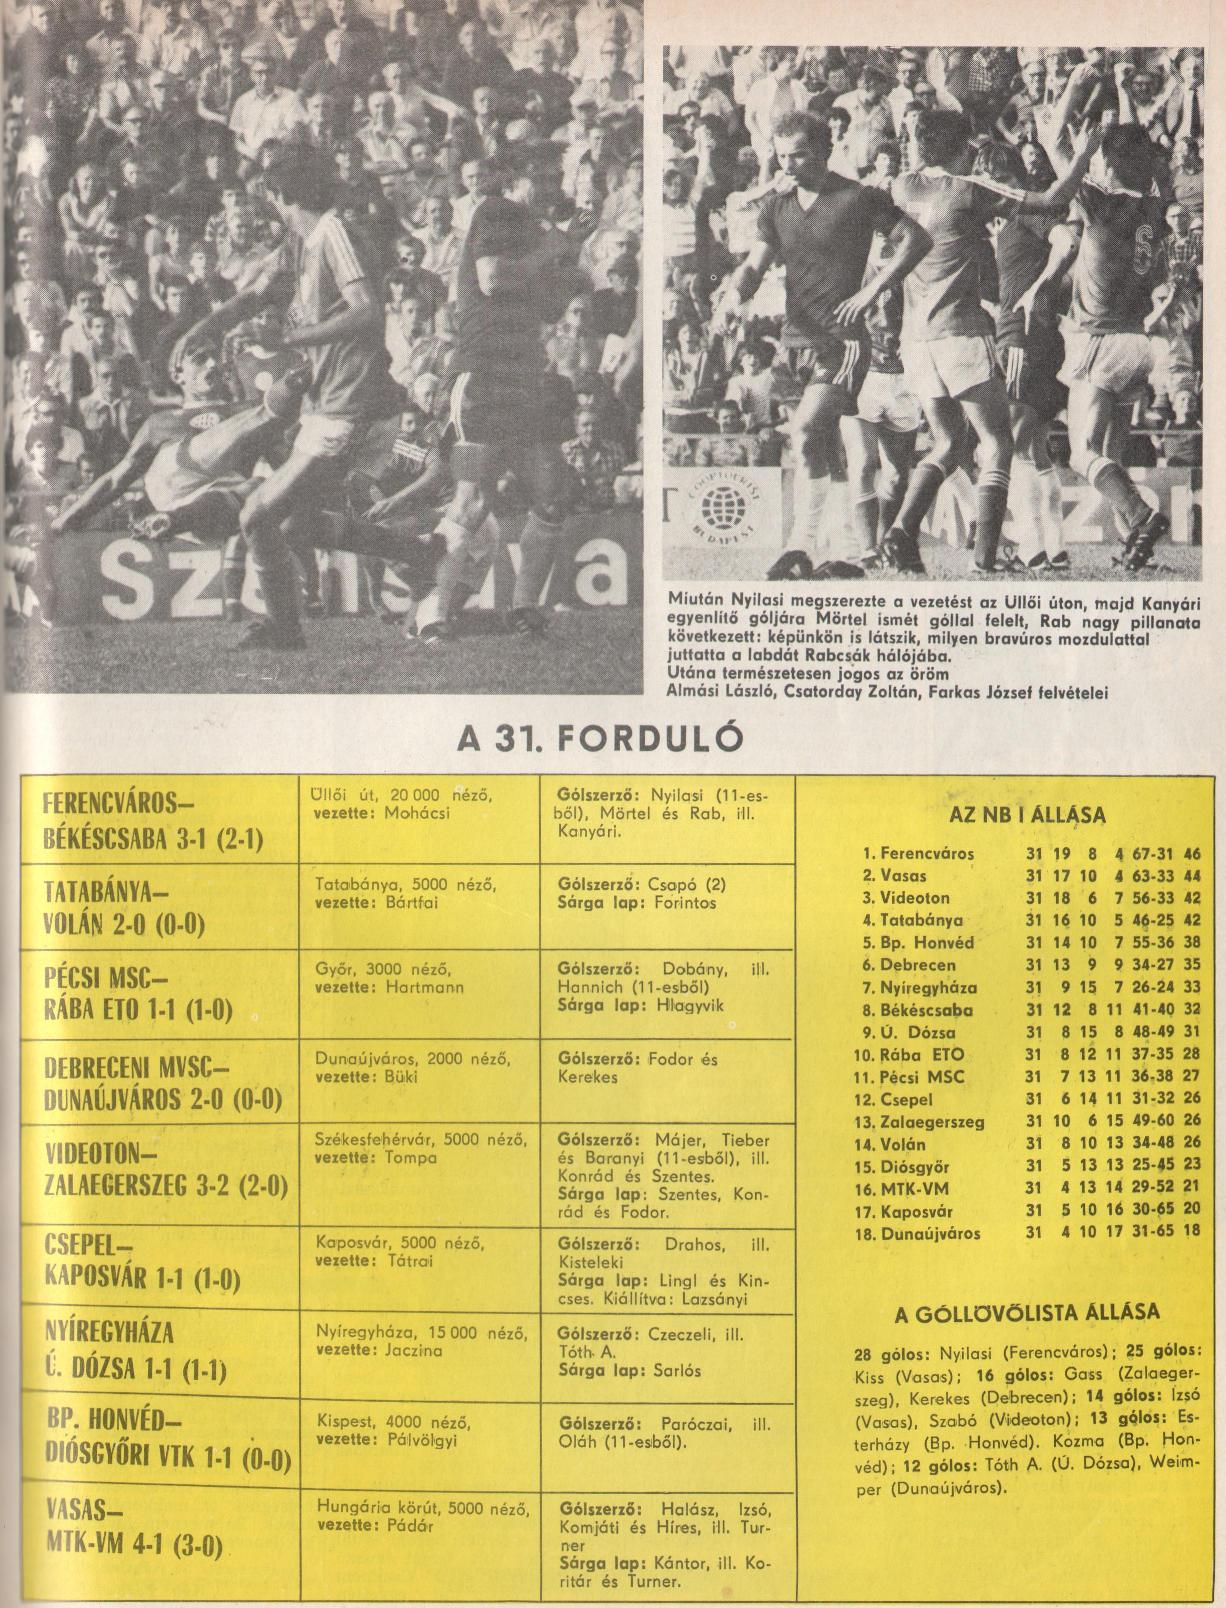 Szensava
T
COOPTOURIST
BUDAPEST
S
Miután Nyilasi megszerezte a vezetést az Ullői úton, majd Kanyári
egyenlítő góljára Mörtel ismét góllal felelt, Rab nagy pillanata
következett: képünkön is látszik, milyen bravúros mozdulattal
juttatta a labdát Rabcsák hálójába.
Utána természetesen jogos az öröm
Almási László, Csatorday Zoltán, Farkas József felvételei
A 31. FORDULÓ
FERENCVÁROS—
BÉKÉSCSABA 3-1 (2-1)
Üllői út, 20 000 néző,
vezette: Mohácsi
Gólszerző: Nyilasi (11-es-
ből), Mörtel és Rab, ill.
Kanyári.
TATABÁNYA—
VOLÁN 2-0 (0-0)
Tatabánya, 5000 néző,
vezette: Bártfai
Gólszerző: Csapó (2)
Sárga lap: Forintos
PÉCSI MSC—
RÁBA ETO 1-1 (1-0)
Győr, 3000 néző,
vezette: Hartmann
Gólszerző: Dobány, ill.
Hannich (11-esből)
Sárga lap: Hlagyvik
DEBRECENI MVSC—
DUNAÚJVÁROS 2-0 (0-0)
Dunaújváros, 2000 néző,
vezette: Büki
Gólszerző: Fodor és
Kerekes
VIDEOTON—
ZALAEGERSZEG 3-2 (2-0)
Székesfehérvár, 5000 néző,
vezette: Tompa
Gólszerző: Májer, Tieber
és Baranyi (11-esből), ill.
Konrád és Szentes.
Sárga lap: Szentes, Kon-
rád és Fodor.
CSEPEL—
KAPOSVÁR 1-1 (1-0)
Kaposvár, 5000 néző,
vezette: Tátrai
Gólszerző: Drahos, ill.
Kisteleki
Sárga lap: Lingl és Kin-
cses. Kiállítva: Lazsányi
NYÍREGYHÁZA
Ú. DÓZSA 1-1 (1-1)
Nyíregyháza, 15 000 néző,
vezette: Jaczina
Gólszerző: Czeczeli, ill.
Tóth A.
Sárga lap: Sarlós
BP. HONVÉD—
DIÓSGYŐRI VTK 1-1 (0-0)
Kispest, 4000 néző,
vezette: Pálvölgyi
Gólszerző: Paróczai, ill.
Oláh (11-esből).
VASAS—
MTK-VM 4-1 (3-0)
Hungária körút, 5000 néző,
vezette: Pádár
Gólszerző: Halász, Izsó,
Komjáti és Híres, ill. Tur-
ner
Sárga lap: Kántor, ill. Ko-
ritár és Turner.
AZ NB I ÁLLÁSA
1. Ferencváros 31 19 8 4 67-31 46
2. Vasas 31 17 10 4 63-33 44
3. Videoton 31 18 6 7 56-33 42
4. Tatabánya 31 16 10 5 46-25 42
5. Bp. Honvéd 31 14 10 7 55-36 38
6. Debrecen 31 13 9 9 34-27 35
7. Nyíregyháza 31 9 15 7 26-24 33
8. Békéscsaba 31 12 8 11 41-40 32
9. Ú. Dózsa 31 8 15 8 48-49 31
10. Rába ETO 31 8 12 11 37-35 28
11. Pécsi MSC 31 7 13 11 36-38 27
12. Csepel 31 6 14 11 31-32 26
13. Zalaegerszeg 31 10 6 15 49-60 26
14. Volán 31 8 10 13 34-48 26
15. Diósgyőr 31 5 13 13 25-45 23
16. MTK-VM 31 4 13 14 29-52 21
17. Kaposvár 31 5 10 16 30-65 20
18. Dunaújváros 31 4 10 17 31-65 18
A GÓLLÖVŐLISTA ÁLLÁSA
28 gólos: Nyilasi (Ferencváros); 25 gólos:
Kiss (Vasas); 16 gólos: Gass (Zalaeger-
szeg), Kerekes (Debrecen); 14 gólos: Izsó
(Vasas), Szabó (Videoton); 13 gólos: Es-
terházy (Bp. Honvéd). Kozma (Bp. Hon-
véd); 12 gólos: Tóth A. (Ú. Dózsa), Weim-
per (Dunaújváros).